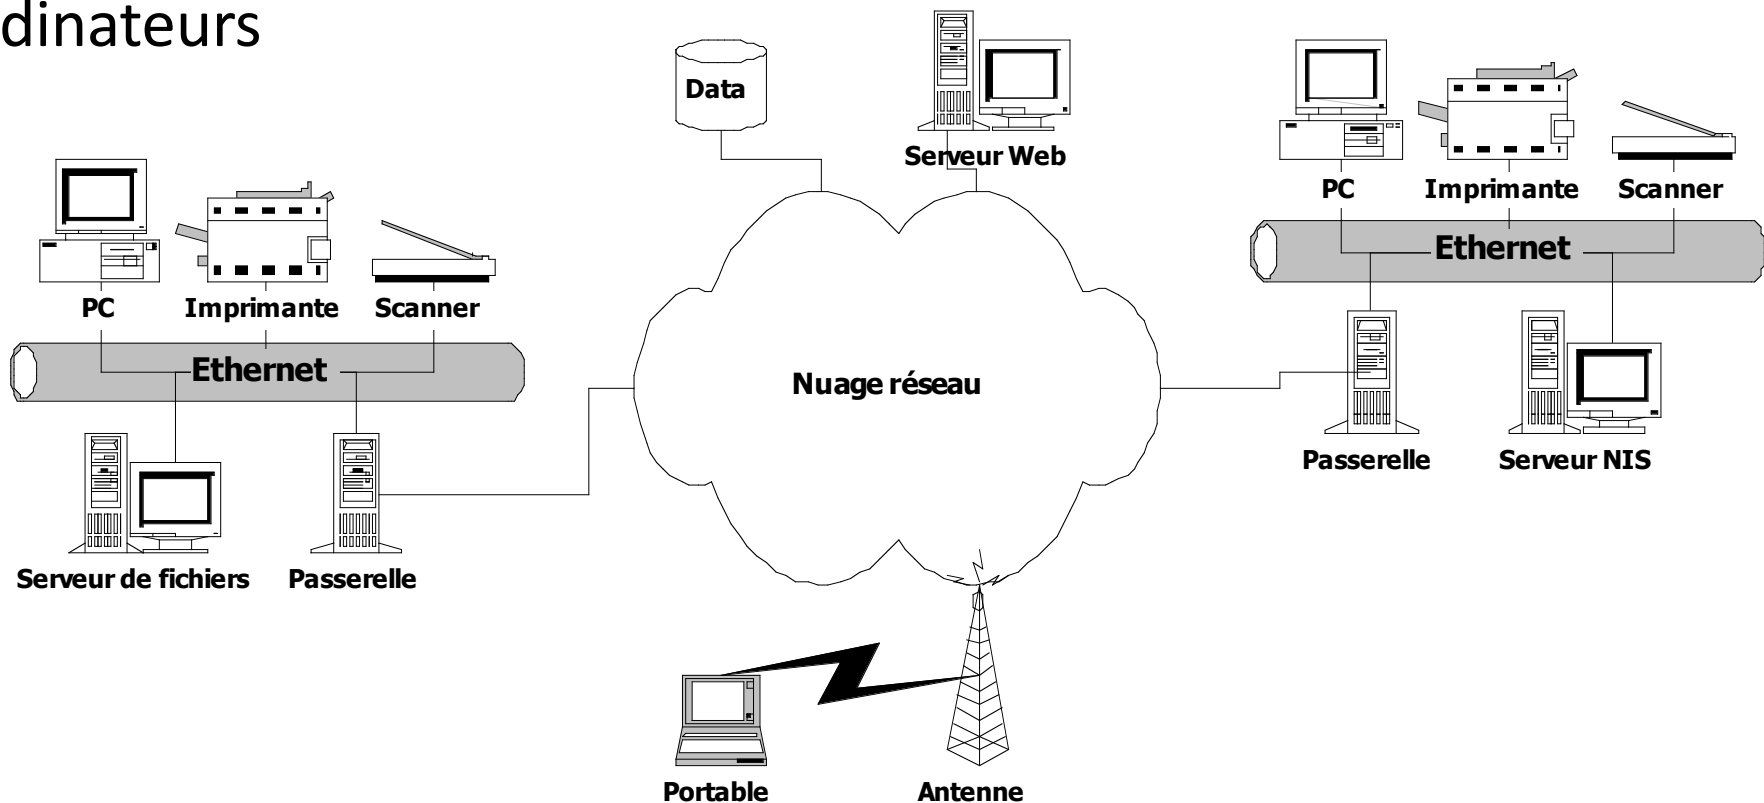 dinateurs
Data
Serveur Web
PC
Imprimante
Scanner
Ethernet
Serveur de fichiers
Passerelle
Nuage réseau
PC
Imprimante
Scanner
Ethernet
Passerelle
Serveur NIS
Portable
Antenne